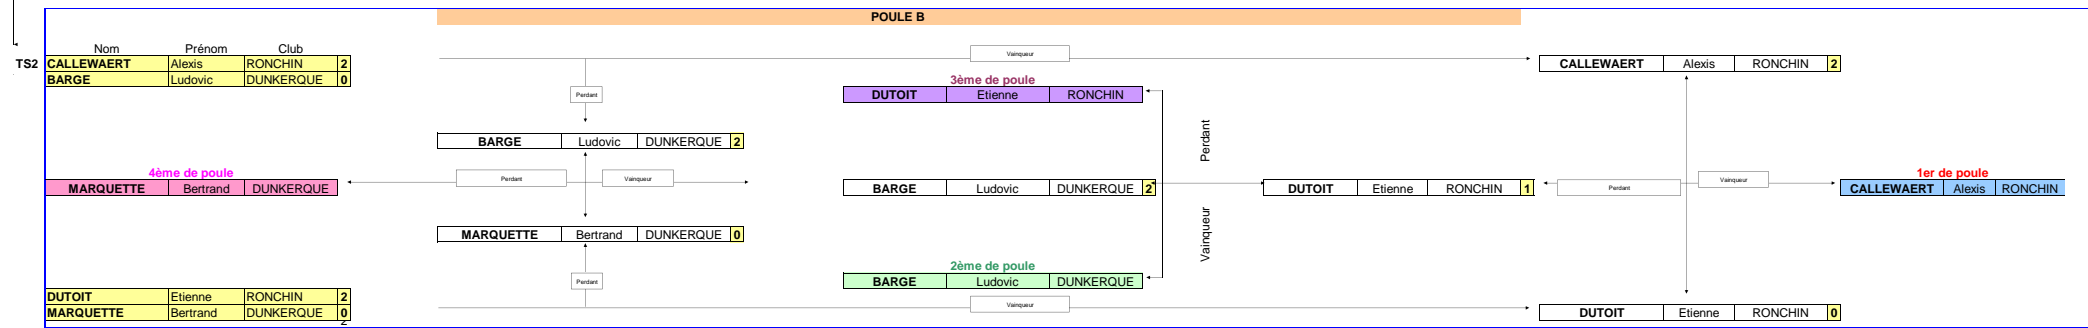 POULE B
Nom Prénom Club
Vainqueur
TS2 CALLEWAERT Alexis RONCHIN 2
CALLEWAERT Alexis RONCHIN 2
BARGE Ludovic DUNKERQUE 0
3ème de poule
Perdant
DUTOIT Etienne RONCHIN
BARGE Ludovic DUNKERQUE 2
Perdant
4ème de poule
1er de poule
Perdant Vainqueur
Perdant Vainqueur
MARQUETTE Bertrand DUNKERQUE
BARGE Ludovic DUNKERQUE 2
DUTOIT Etienne RONCHIN 1
CALLEWAERT Alexis RONCHIN
Vainqueur
MARQUETTE Bertrand DUNKERQUE 0
2ème de poule
Perdant
BARGE Ludovic DUNKERQUE
DUTOIT Etienne RONCHIN 2
Vainqueur
MARQUETTE Bertrand DUNKERQUE 0
DUTOIT Etienne RONCHIN 0